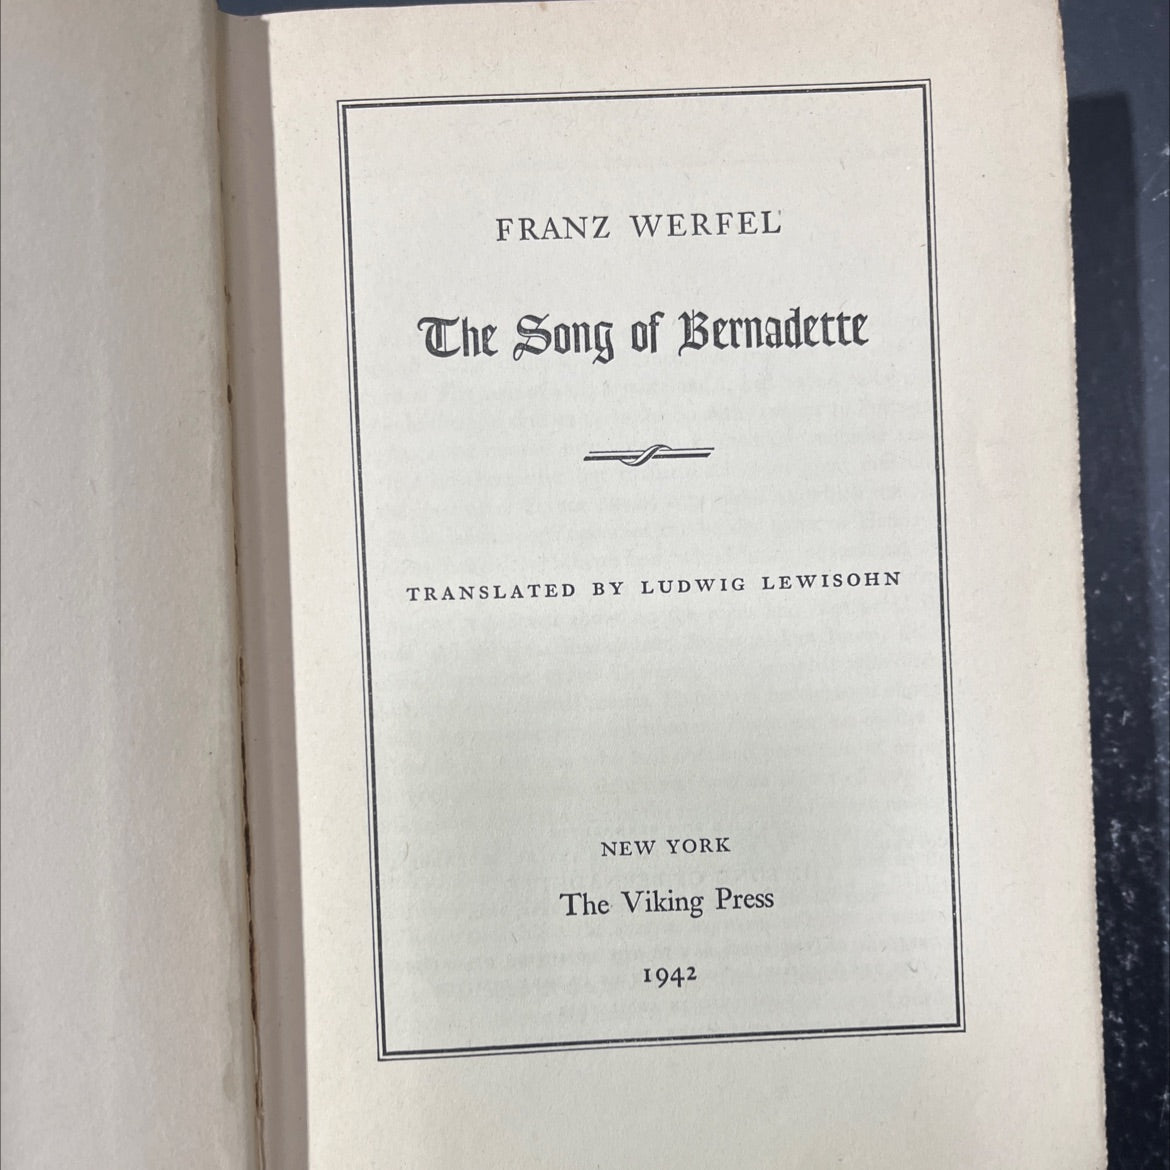 FRANZ WERFEL
The Song of Bernadette
TRANSLATED BY LUDWIG LEWISOHN
NEW YORK
The Viking Press
1942